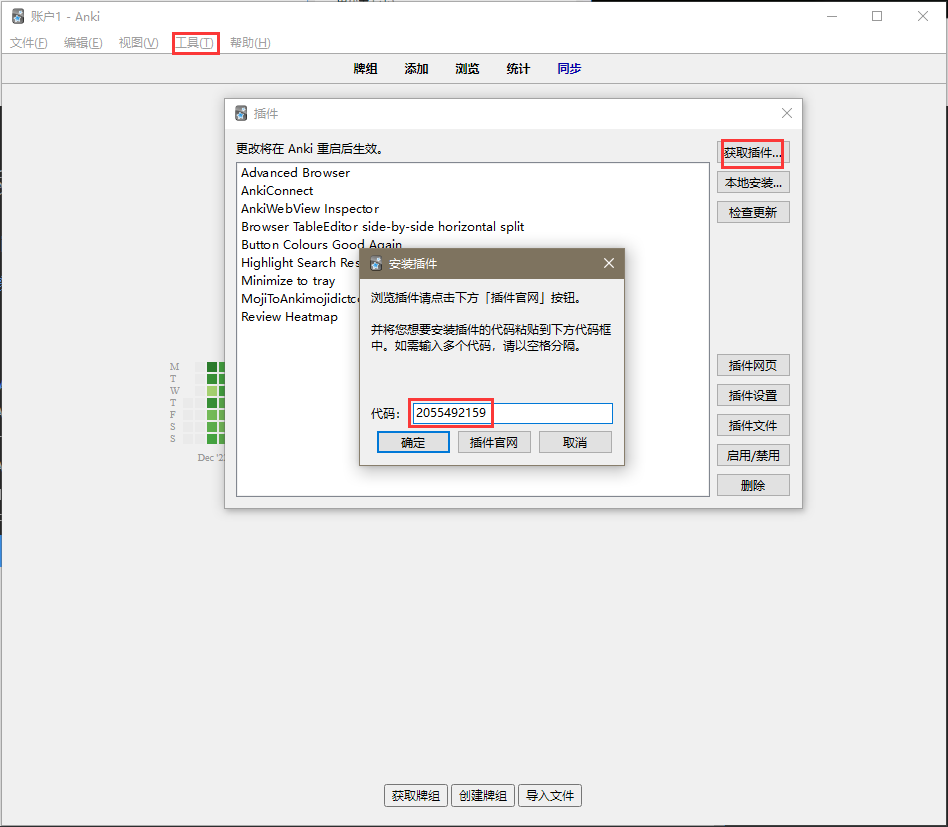 账户1 - Anki
文件(F) 编辑(E) 视图(V) 工具(T) 帮助(H)
牌组 添加 浏览 统计 同步
插件
更改将在 Anki 重启后生效。
Advanced Browser
AnkiConnect
AnkiWebView Inspector
Browser TableEditor side-by-side horizontal split
Button Colours Good Again
Highlight Search Res
Minimize to tray
MojiToAnkimojidictco
Review Heatmap
获取插件...
本地安装...
检查更新
插件网页
插件设置
插件文件
启用/禁用
删除
安装插件
浏览插件请点击下方「插件官网」按钮。
并将您想要安装插件的代码粘贴到下方代码框
中。如需输入多个代码，请以空格分隔。
代码： 2055492159
确定 插件官网 取消
M
T
W
T
F
S
S
Dec '2
获取牌组 创建牌组 导入文件